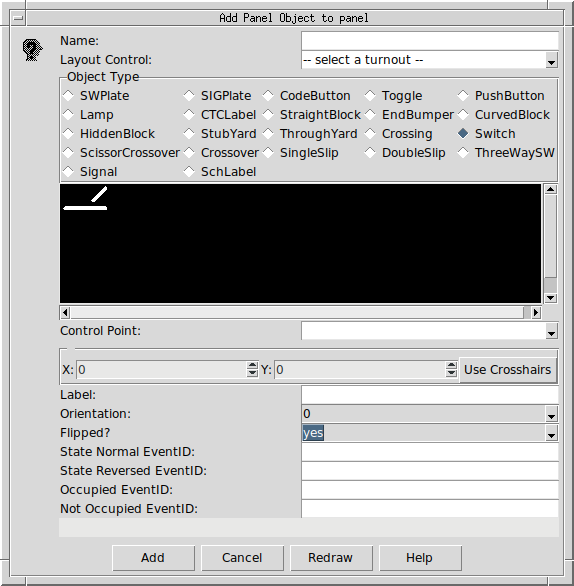 Add Panel Object to panel
Name:
Layout Control: -- select a turnout --
Object Type
SWPlate SIGPlate CodeButton Toggle PushButton
Lamp CTCLabel StraightBlock EndBumper CurvedBlock
HiddenBlock StubYard ThroughYard Crossing Switch
ScissorCrossover Crossover SingleSlip DoubleSlip ThreeWaySW
Signal SchLabel
Control Point:
X: 0 Y: 0 Use Crosshairs
Label:
Orientation: 0
Flipped? yes
State Normal EventID:
State Reversed EventID:
Occupied EventID:
Not Occupied EventID:
Add Cancel Redraw Help